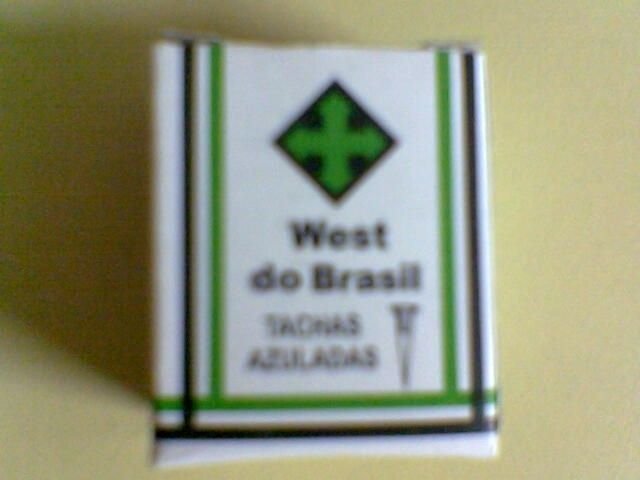 West
do Brasil
TACHAS
AZULADAS